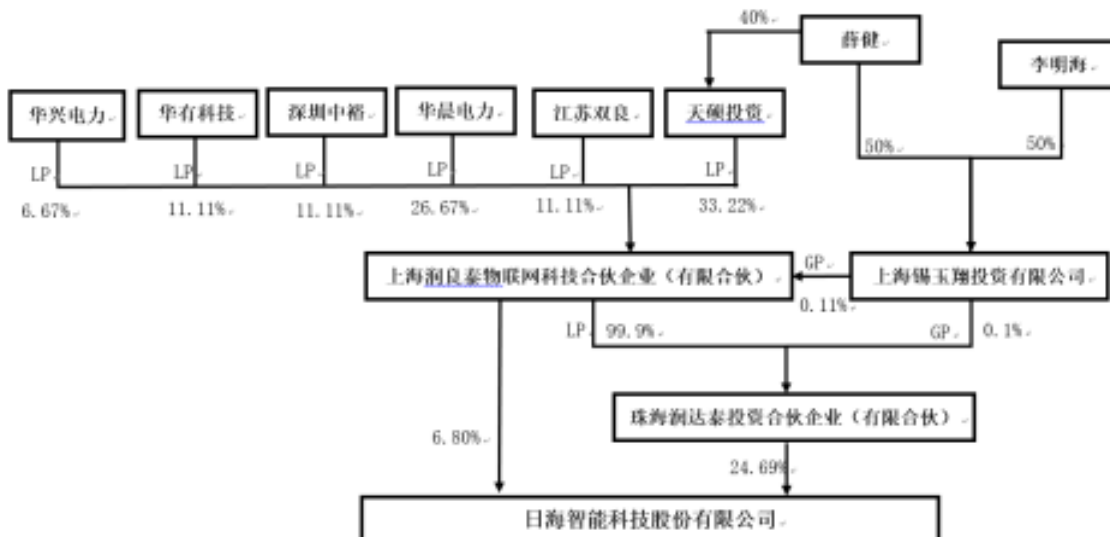 40%
薛健
李明海
华兴电力
华有科技
深圳中裕
华晨电力
江苏双良
天硕投资
50%
50%
LP
LP
LP
LP
LP
LP
6.67%
11.11%
11.11%
26.67%
11.11%
33.22%
上海润良泰物联网科技合伙企业（有限合伙）
GP
上海锡玉翔投资有限公司
0.11%
LP
99.9%
GP
0.1%
珠海润达泰投资合伙企业（有限合伙）
6.80%
24.69%
日海智能科技股份有限公司